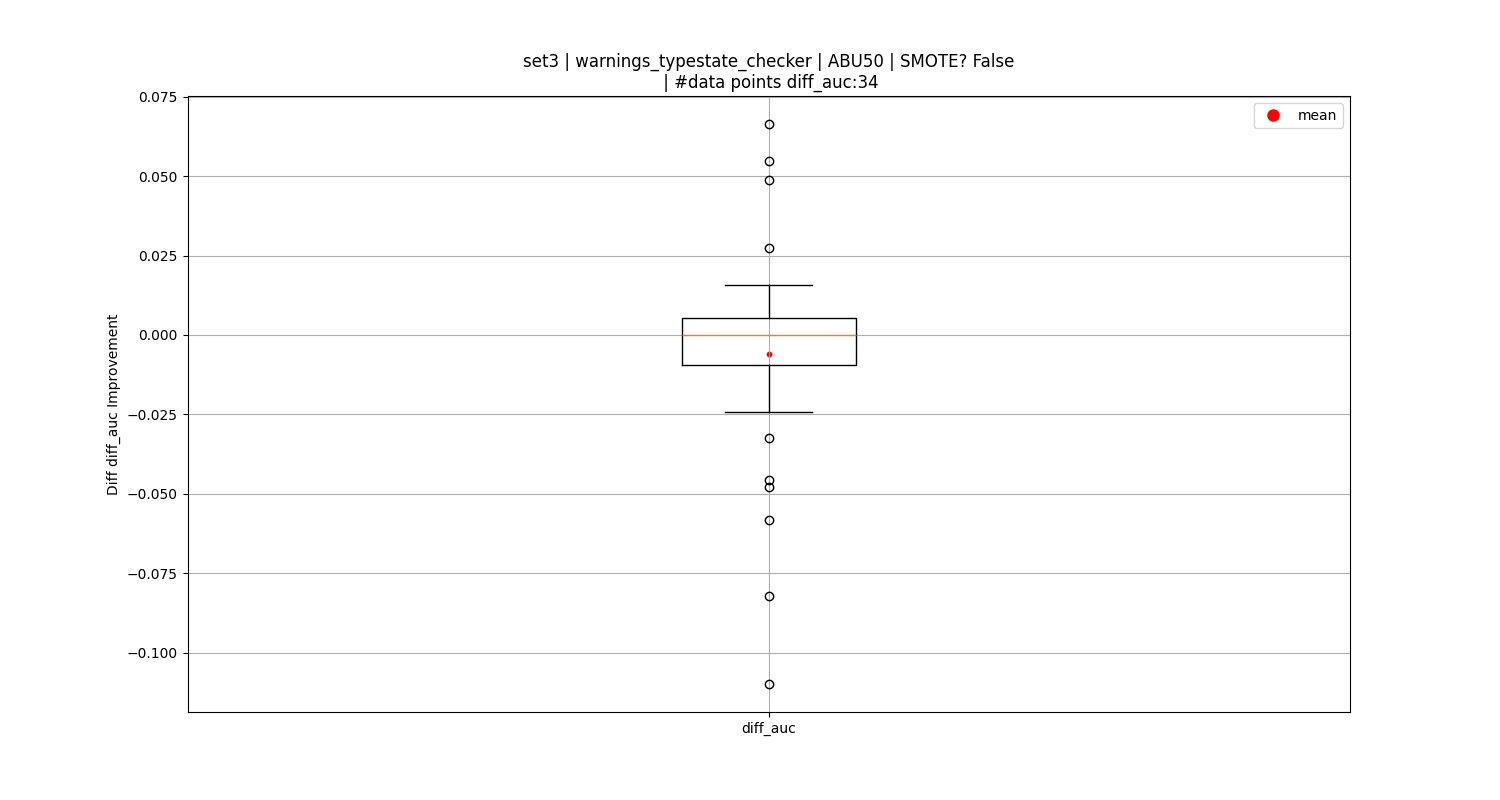 set3 | warnings_typestate_checker | ABU50 | SMOTE? False
| #data points diff_auc:34
0.075
mean
0.050
0.025
0.000
−0.025
−0.050
−0.075
−0.100
Diff diff_auc Improvement
diff_auc